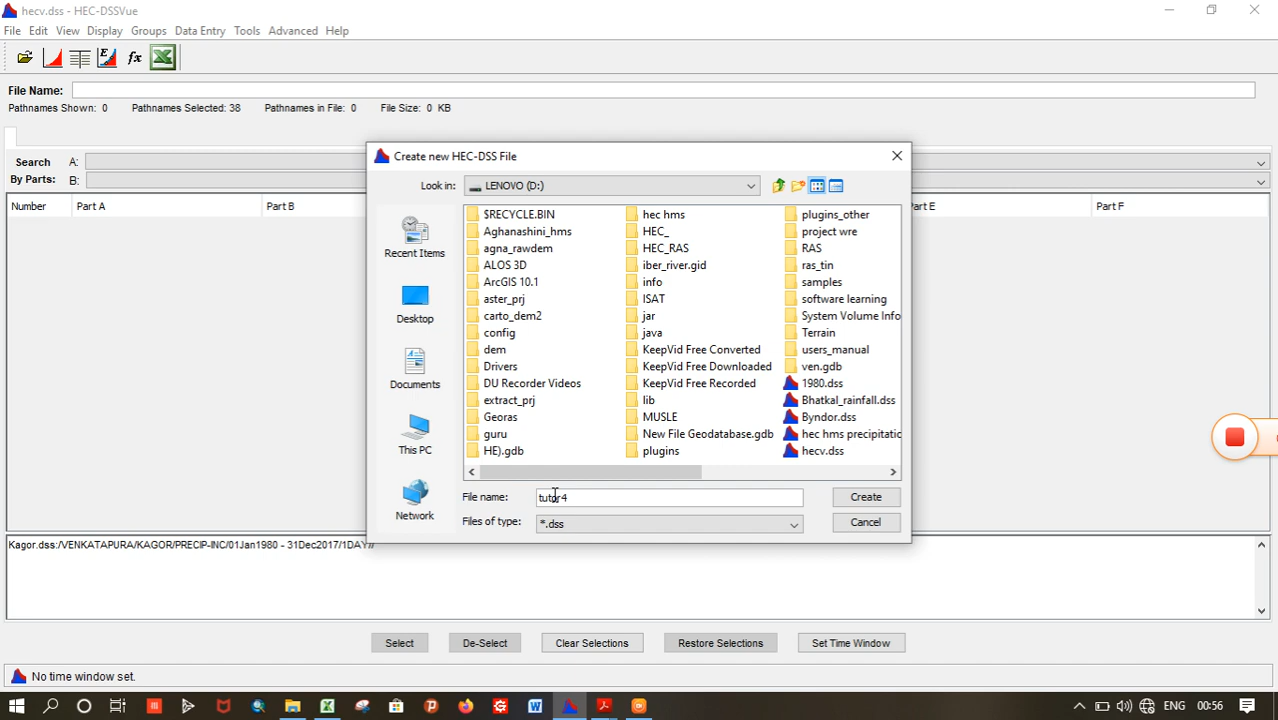 hecv.dss - HEC-DSSVue
File Edit View Display Groups Data Entry Tools Advanced Help
File Name:
Pathnames Shown: 0 Pathnames Selected: 38 Pathnames in File: 0 File Size: 0 KB
Search A:
By Parts: B:
Number Part A Part B Part E Part F
Create new HEC-DSS File
Look in: LENOVO (D:)
Recent Items
Desktop
Documents
This PC
Network
$RECYCLE.BIN
Aghanashini_hms
agna_rawdem
ALOS 3D
ArcGIS 10.1
aster_prj
carto_dem2
config
dem
Drivers
DU Recorder Videos
extract_prj
Georas
guru
HE).gdb
hec hms
HEC_
HEC_RAS
iber_river.gid
info
ISAT
jar
java
KeepVid Free Converted
KeepVid Free Downloaded
KeepVid Free Recorded
lib
MUSLE
New File Geodatabase.gdb
plugins
plugins_other
project wre
RAS
ras_tin
samples
software learning
System Volume Info
Terrain
users_manual
ven.gdb
1980.dss
Bhatkal_rainfall.dss
Byndor.dss
hec hms precipitatic
hecv.dss
File name: tutor4 Create
Files of type: *.dss Cancel
Kagor.dss:/VENKATAPURA/KAGOR/PRECIP-INC/01Jan1980 - 31Dec2017/1DAY//
Select De-Select Clear Selections Restore Selections Set Time Window
No time window set.
ENG 00:56